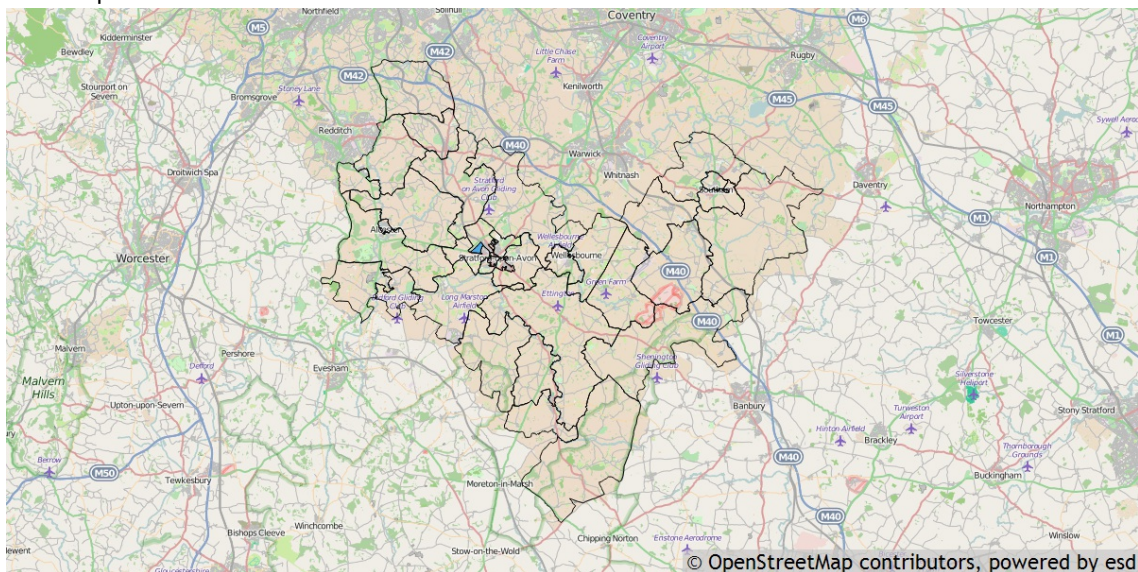 Northfield
Solihull
Coventry
M6
Kidderminster
M5
Bewdley
M42
Little Chase
Farm
Coventry
Airport
Rugby
Stourport on
Severn
M42
Stoney Lane
Kenilworth
Bromsgrove
M45
M45
Redditch
M40
Warwick
Droitwich Spa
Whitnash
Stratford
on Avon Gliding
Club
Southam
Daventry
Northampton
M1
Alcester
Wellesbourne
Airfield
Worcester
Stratford-upon-Avon
Wellesbourne
M1
M40
Green Farm
Long Marston
Airfield
Ettington
Towcester
M40
M1
Malvern
Pershore
Shenington
Gliding Club
Defford
Evesham
Silverstone
Heliport
Malvern
Hills
Upton-upon-Severn
Banbury
Turweston
Airport
Stony Stratford
Hinton Airfield
Brackley
Thornborough
Grounds
M40
Berrow
M50
Tewkesbury
Moreton-in-Marsh
Buckingham
M40
Winchcombe
Bishops Cleeve
Chipping Norton
Winslow
Stow-on-the-Wold
Enstone Aerodrome
Gloucestershire
© OpenStreetMap contributors, powered by esd